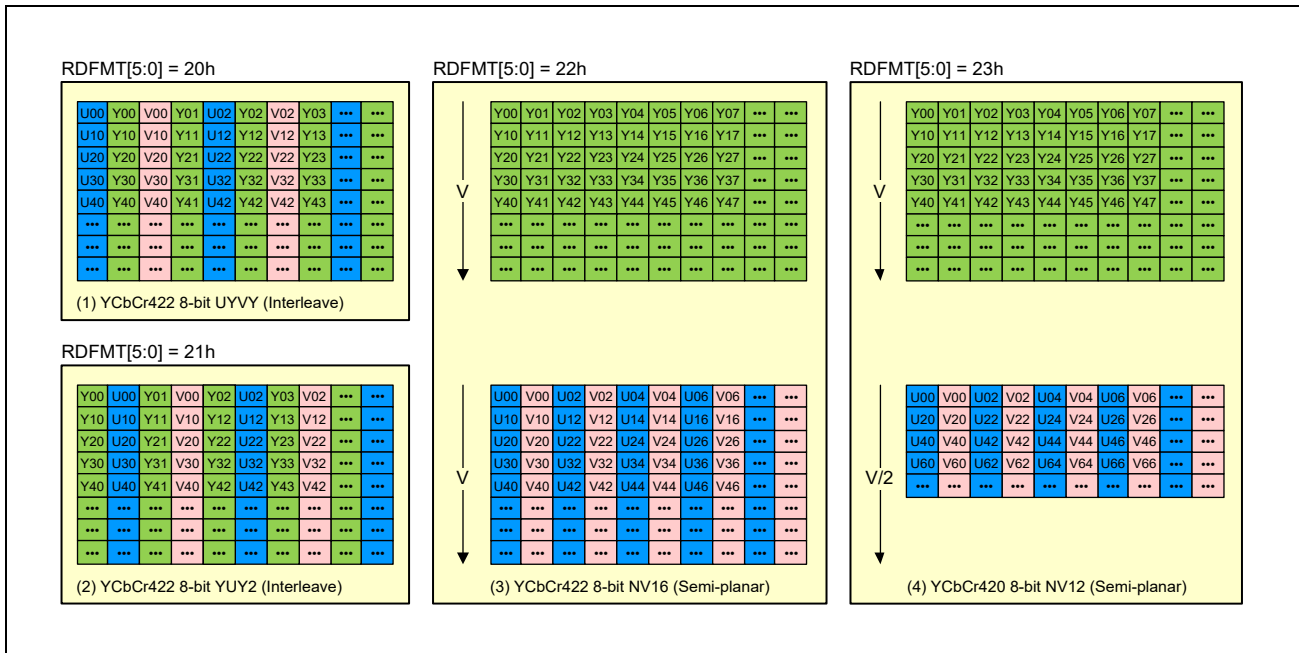 RDFMT[5:0] = 20h
U00 Y00 V00 Y01 U02 Y02 V02 Y03 ••• •••
U10 Y10 V10 Y11 U12 Y12 V12 Y13 ••• •••
U20 Y20 V20 Y21 U22 Y22 V22 Y23 ••• •••
U30 Y30 V30 Y31 U32 Y32 V32 Y33 ••• •••
U40 Y40 V40 Y41 U42 Y42 V42 Y43 ••• •••
••• ••• ••• ••• ••• ••• ••• ••• ••• •••
••• ••• ••• ••• ••• ••• ••• ••• ••• •••
••• ••• ••• ••• ••• ••• ••• ••• ••• •••
(1) YCbCr422 8-bit UYVY (Interleave)
RDFMT[5:0] = 21h
Y00 U00 Y01 V00 Y02 U02 Y03 V02 ••• •••
Y10 U10 Y11 V10 Y12 U12 Y13 V12 ••• •••
Y20 U20 Y21 V20 Y22 U22 Y23 V22 ••• •••
Y30 U30 Y31 V30 Y32 U32 Y33 V32 ••• •••
Y40 U40 Y41 V40 Y42 U42 Y43 V42 ••• •••
••• ••• ••• ••• ••• ••• ••• ••• ••• •••
••• ••• ••• ••• ••• ••• ••• ••• ••• •••
••• ••• ••• ••• ••• ••• ••• ••• ••• •••
(2) YCbCr422 8-bit YUY2 (Interleave)
RDFMT[5:0] = 22h
Y00 Y01 Y02 Y03 Y04 Y05 Y06 Y07 ••• •••
Y10 Y11 Y12 Y13 Y14 Y15 Y16 Y17 ••• •••
Y20 Y21 Y22 Y23 Y24 Y25 Y26 Y27 ••• •••
Y30 Y31 Y32 Y33 Y34 Y35 Y36 Y37 ••• •••
V
Y40 Y41 Y42 Y43 Y44 Y45 Y46 Y47 ••• •••
••• ••• ••• ••• ••• ••• ••• ••• ••• •••
••• ••• ••• ••• ••• ••• ••• ••• ••• •••
••• ••• ••• ••• ••• ••• ••• ••• ••• •••
U00 V00 U02 V02 U04 V04 U06 V06 ••• •••
U10 V10 U12 V12 U14 V14 U16 V16 ••• •••
U20 V20 U22 V22 U24 V24 U26 V26 ••• •••
U30 V30 U32 V32 U34 V34 U36 V36 ••• •••
V
U40 V40 U42 V42 U44 V44 U46 V46 ••• •••
••• ••• ••• ••• ••• ••• ••• ••• ••• •••
••• ••• ••• ••• ••• ••• ••• ••• ••• •••
••• ••• ••• ••• ••• ••• ••• ••• ••• •••
(3) YCbCr422 8-bit NV16 (Semi-planar)
RDFMT[5:0] = 23h
Y00 Y01 Y02 Y03 Y04 Y05 Y06 Y07 ••• •••
Y10 Y11 Y12 Y13 Y14 Y15 Y16 Y17 ••• •••
Y20 Y21 Y22 Y23 Y24 Y25 Y26 Y27 ••• •••
Y30 Y31 Y32 Y33 Y34 Y35 Y36 Y37 ••• •••
V
Y40 Y41 Y42 Y43 Y44 Y45 Y46 Y47 ••• •••
••• ••• ••• ••• ••• ••• ••• ••• ••• •••
••• ••• ••• ••• ••• ••• ••• ••• ••• •••
••• ••• ••• ••• ••• ••• ••• ••• ••• •••
U00 V00 U02 V02 U04 V04 U06 V06 ••• •••
U20 V20 U22 V22 U24 V24 U26 V26 ••• •••
U40 V40 U42 V42 U44 V44 U46 V46 ••• •••
U60 V60 U62 V62 U64 V64 U66 V66 ••• •••
V/2
••• ••• ••• ••• ••• ••• ••• ••• ••• •••
(4) YCbCr420 8-bit NV12 (Semi-planar)